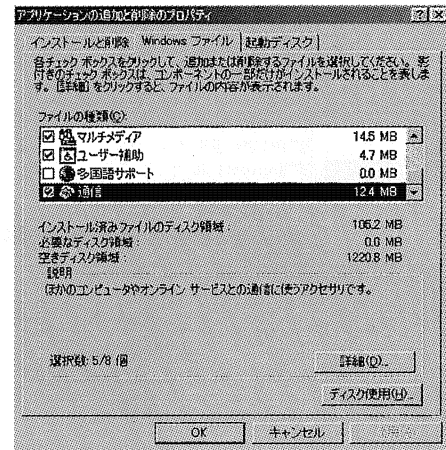 アプリケーションの追加と削除のプロパティ
インストールと削除 Windows ファイル 起動ディスク
各チェック ボックスをクリックして、追加または削除するファイルを選択してください。影
付きのチェック ボックスは、コンポーネントの一部だけがインストールされることを表しま
す。[詳細] をクリックすると、ファイルの内容が表示されます。
ファイルの種類(C):
マルチメディア 14.5 MB
ユーザー補助 4.7 MB
多国語サポート 0.0 MB
通信 12.4 MB
インストール済みファイルのディスク領域: 106.2 MB
必要なディスク領域: 0.0 MB
空きディスク領域: 1220.8 MB
説明
ほかのコンピュータやオンライン サービスとの通信に使うアクセサリです。
選択数: 5/8 個
詳細(D)...
ディスク使用(H)...
OK キャンセル